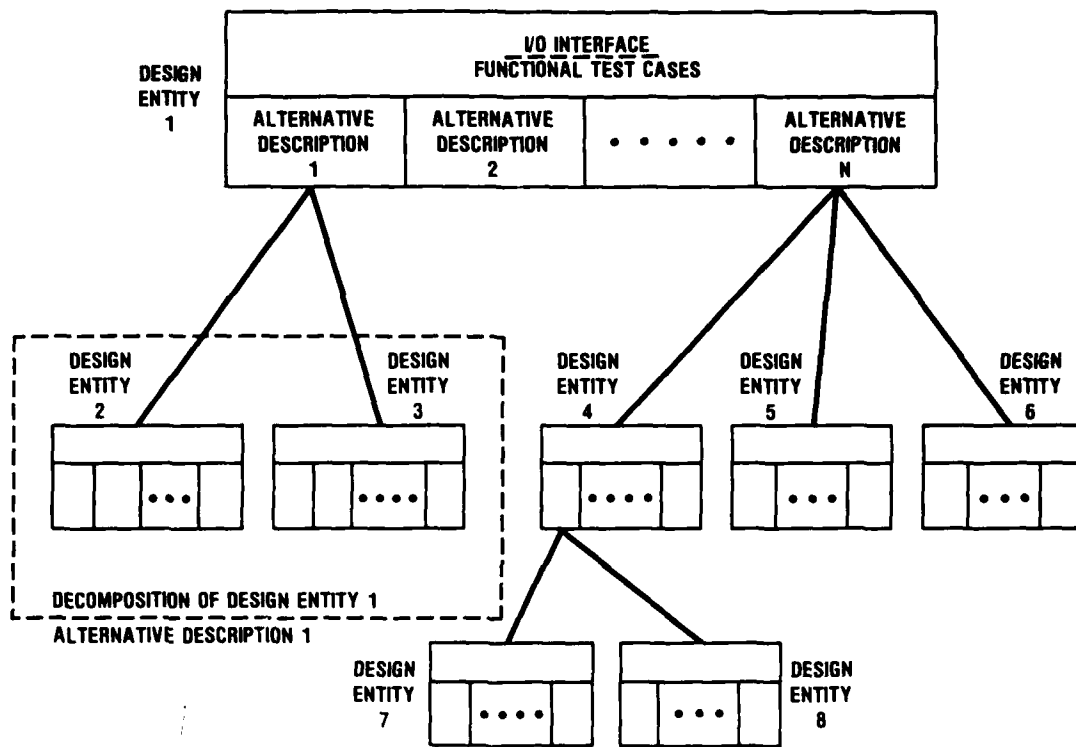 I/O INTERFACE
FUNCTIONAL TEST CASES
DESIGN
ENTITY
1
ALTERNATIVE
DESCRIPTION
1
ALTERNATIVE
DESCRIPTION
2
• • • • •
ALTERNATIVE
DESCRIPTION
N
DESIGN
ENTITY
2
DESIGN
ENTITY
3
DESIGN
ENTITY
4
DESIGN
ENTITY
5
DESIGN
ENTITY
6
•••
••••
••••
•••
•••
DECOMPOSITION OF DESIGN ENTITY 1
ALTERNATIVE DESCRIPTION 1
DESIGN
ENTITY
7
••••
•••
DESIGN
ENTITY
8